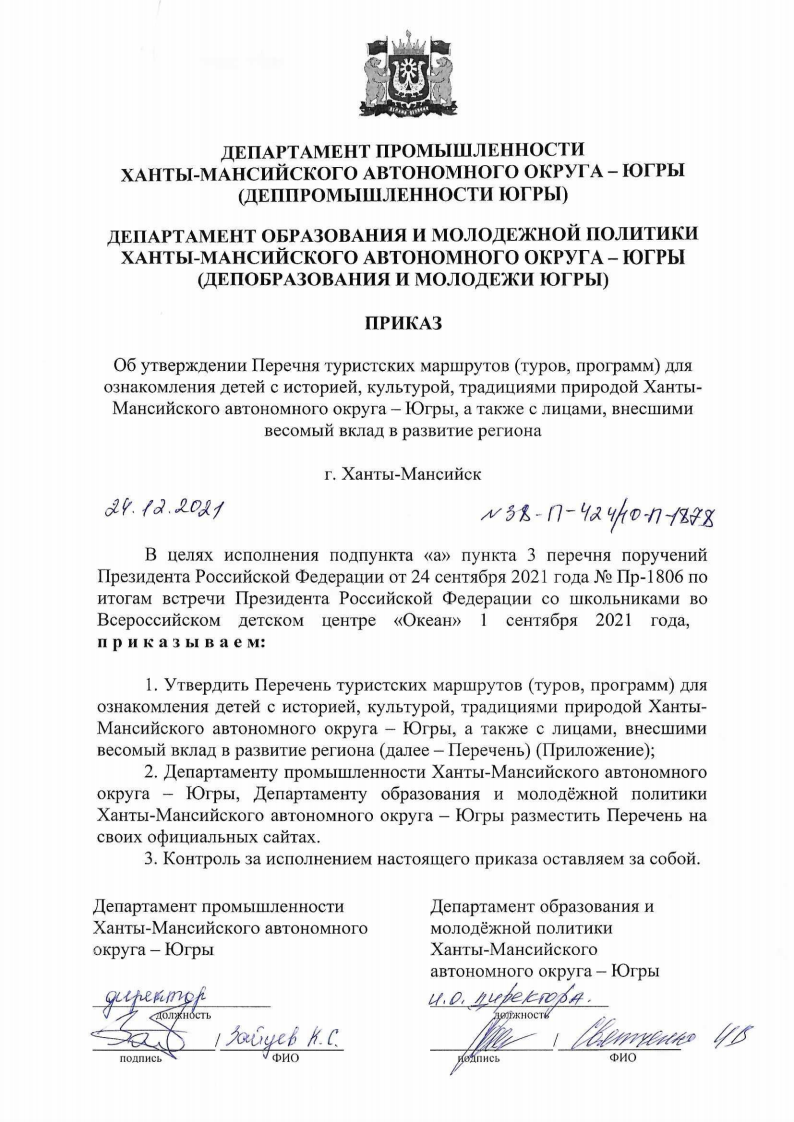 ДЕПАРТАМЕНТ ПРОМЫШЛЕННОСТИ
ХАНТЫ-МАНСИЙСКОГО АВТОНОМНОГО ОКРУГА – ЮГРЫ
(ДЕППРОМЫШЛЕННОСТИ ЮГРЫ)
ДЕПАРТАМЕНТ ОБРАЗОВАНИЯ И МОЛОДЕЖНОЙ ПОЛИТИКИ
ХАНТЫ-МАНСИЙСКОГО АВТОНОМНОГО ОКРУГА – ЮГРЫ
(ДЕПОБРАЗОВАНИЯ И МОЛОДЕЖИ ЮГРЫ)
ПРИКАЗ
Об утверждении Перечня туристских маршрутов (туров, программ) для
ознакомления детей с историей, культурой, традициями природой Ханты-
Мансийского автономного округа – Югры, а также с лицами, внесшими
весомый вклад в развитие региона
г. Ханты-Мансийск
24.12.2021 N 38-П-424/10-П-1878
В целях исполнения подпункта «а» пункта 3 перечня поручений
Президента Российской Федерации от 24 сентября 2021 года № Пр-1806 по
итогам встречи Президента Российской Федерации со школьниками во
Всероссийском детском центре «Океан» 1 сентября 2021 года,
п р и к а з ы в а е м:
1. Утвердить Перечень туристских маршрутов (туров, программ) для
ознакомления детей с историей, культурой, традициями природой Ханты-
Мансийского автономного округа – Югры, а также с лицами, внесшими
весомый вклад в развитие региона (далее – Перечень) (Приложение);
2. Департаменту промышленности Ханты-Мансийского автономного
округа – Югры, Департаменту образования и молодёжной политики
Ханты-Мансийского автономного округа – Югры разместить Перечень на
своих официальных сайтах.
3. Контроль за исполнением настоящего приказа оставляем за собой.
Департамент промышленности
Ханты-Мансийского автономного
округа – Югры
директор
должность
/ Зайцев К.С.
подпись ФИО
Департамент образования и
молодёжной политики
Ханты-Мансийского
автономного округа – Югры
и.о. директора.
должность
/ Святченко И В
подпись ФИО